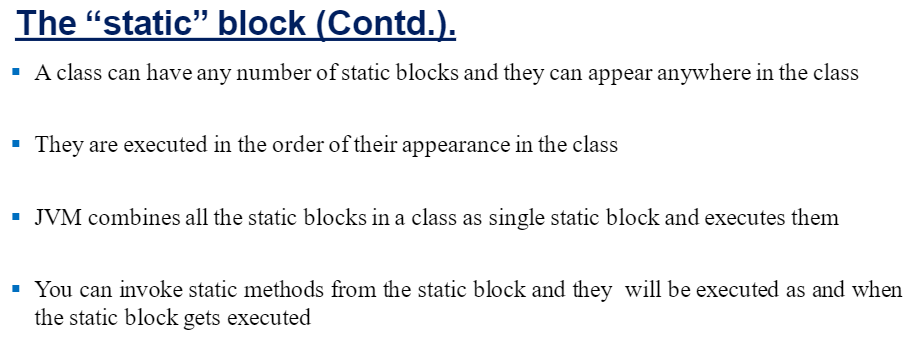 The “static” block (Contd.).
▪ A class can have any number of static blocks and they can appear anywhere in the class
▪ They are executed in the order of their appearance in the class
▪ JVM combines all the static blocks in a class as single static block and executes them
▪ You can invoke static methods from the static block and they will be executed as and when
the static block gets executed